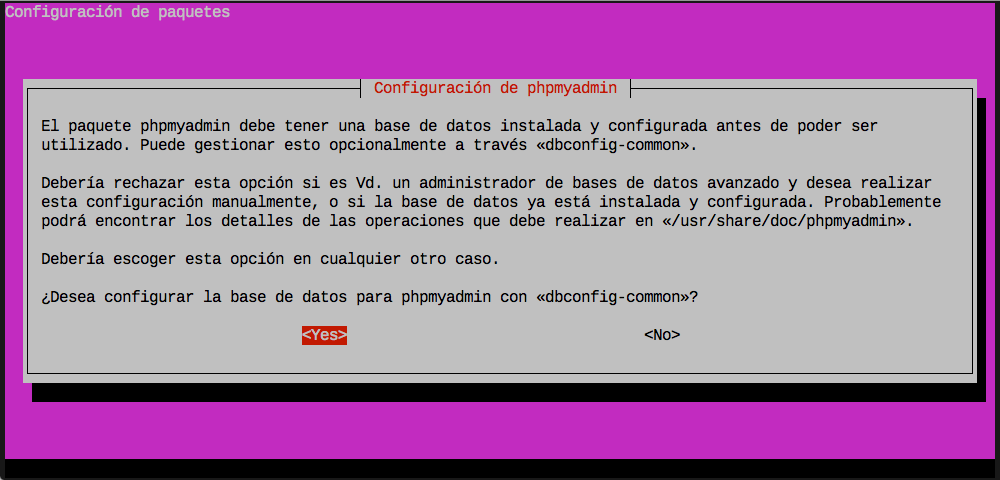 Configuración de paquetes
Configuración de phpmyadmin
El paquete phpmyadmin debe tener una base de datos instalada y configurada antes de poder ser
utilizado. Puede gestionar esto opcionalmente a través «dbconfig-common».
Debería rechazar esta opción si es Vd. un administrador de bases de datos avanzado y desea realizar
esta configuración manualmente, o si la base de datos ya está instalada y configurada. Probablemente
podrá encontrar los detalles de las operaciones que debe realizar en «/usr/share/doc/phpmyadmin».
Debería escoger esta opción en cualquier otro caso.
¿Desea configurar la base de datos para phpmyadmin con «dbconfig-common»?
<Yes> <No>